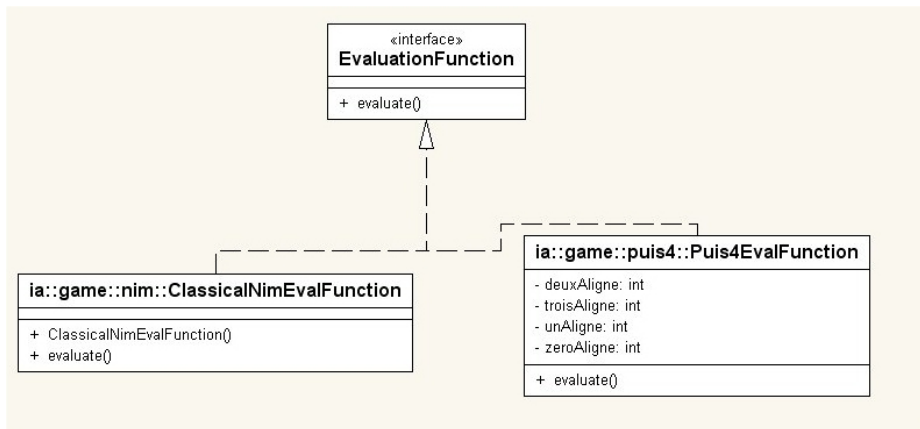 «interface»
EvaluationFunction
+ evaluate()
ia::game::nim::ClassicalNimEvalFunction
+ ClassicalNimEvalFunction()
+ evaluate()
ia::game::puis4::Puis4EvalFunction
- deuxAligne: int
- troisAligne: int
- unAligne: int
- zeroAligne: int
+ evaluate()